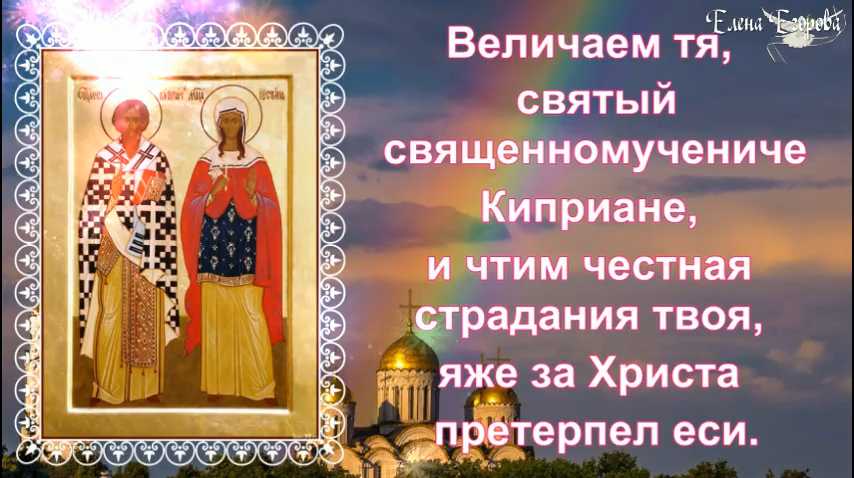 Елена Егорова
Величаем тя,
святый
священномучениче
Киприане,
и чтим честная
страдания твоя,
яже за Христа
претерпел еси.